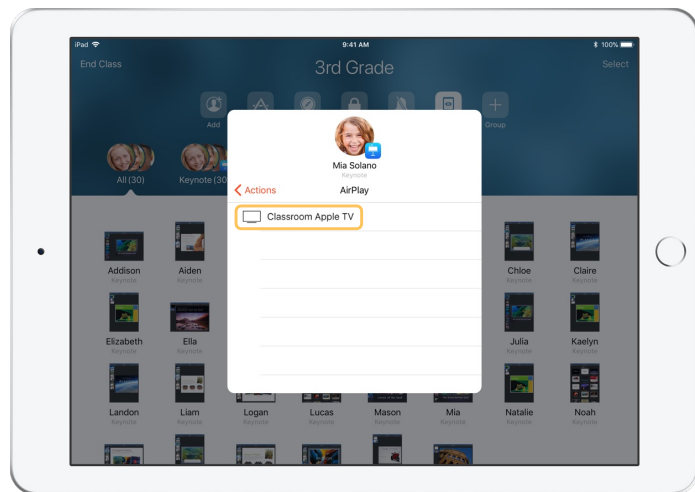 iPad 9:41 AM 100%
End Class 3rd Grade Select
Add Group
All (30) Keynote (30
Mia Solano
Keynote
Actions AirPlay
Classroom Apple TV
Addison Aiden Chloe Claire
Keynote Keynote Keynote Keynote
Elizabeth Ella Julia Kaelyn
Keynote Keynote Keynote Keynote
Landon Liam Logan Lucas Mason Mia Natalie Noah
Keynote Keynote Keynote Keynote Keynote Keynote Keynote Keynote